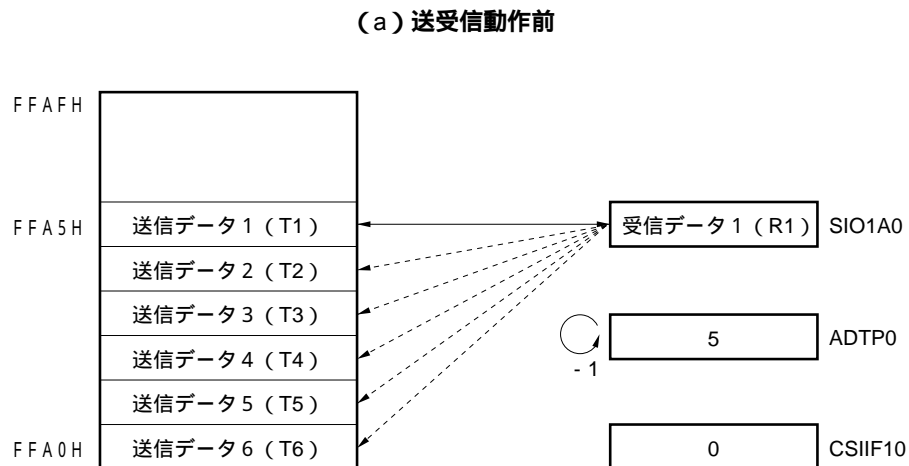 （a）送受信動作前
FFAFH
FFA5H 送信データ1（T1） 受信データ1（R1） SIO1A0
送信データ2（T2）
送信データ3（T3）
送信データ4（T4） 5 ADTP0
-1
送信データ5（T5）
FFA0H 送信データ6（T6） 0 CSIIF10